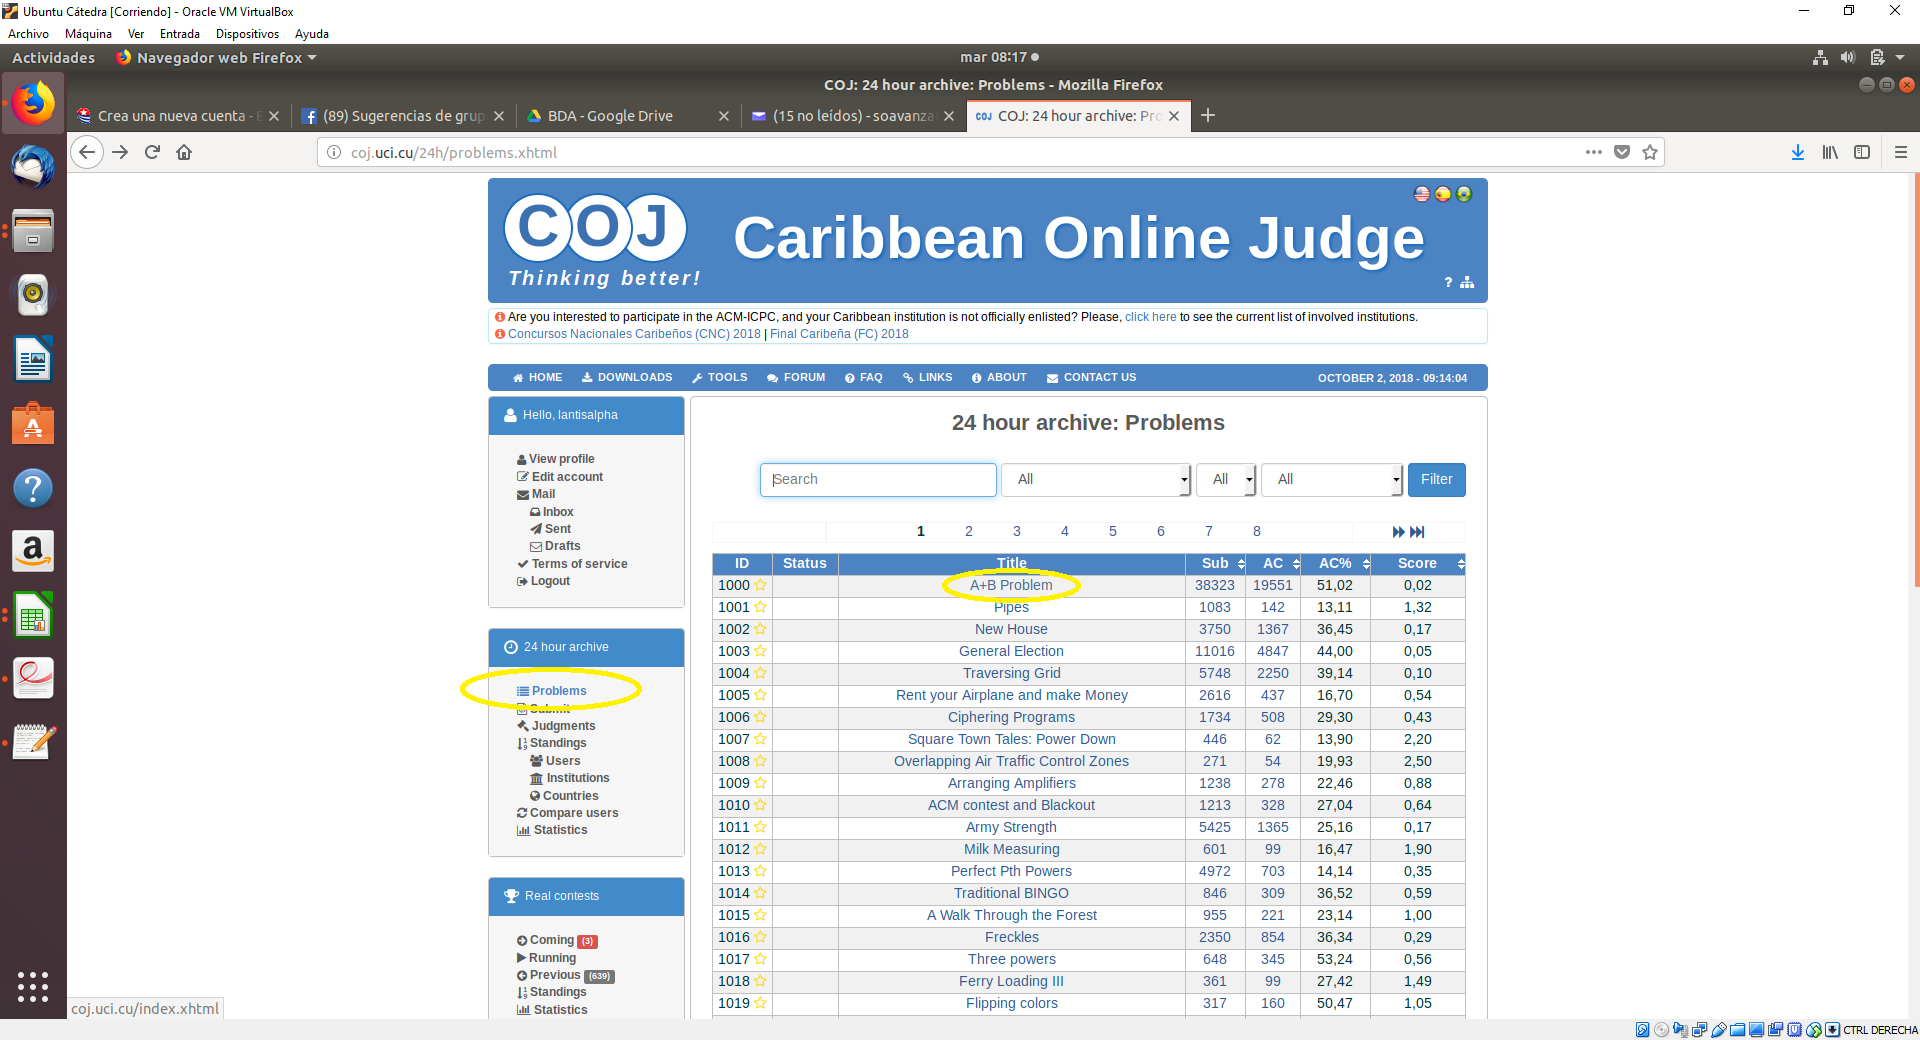 Ubuntu Cátedra [Corriendo] - Oracle VM VirtualBox
Archivo Máquina Ver Entrada Dispositivos Ayuda
Actividades Navegador web Firefox mar 08:17
COJ: 24 hour archive: Problems - Mozilla Firefox
Crea una nueva cuenta - (89) Sugerencias de grup BDA - Google Drive (15 no leídos) - soavanza COJ COJ: 24 hour archive: Pro
coj.uci.cu/24h/problems.xhtml
COJ
Caribbean Online Judge
Thinking better!
?
Are you interested to participate in the ACM-ICPC, and your Caribbean institution is not officially enlisted? Please, click here to see the current list of involved institutions.
Concursos Nacionales Caribeños (CNC) 2018 | Final Caribeña (FC) 2018
HOME DOWNLOADS TOOLS FORUM FAQ LINKS ABOUT CONTACT US OCTOBER 2, 2018 - 09:14:04
Hello, lantisalpha
View profile
Edit account
Mail
Inbox
Sent
Drafts
Terms of service
Logout
24 hour archive
Problems
Submit
Judgments
Standings
Users
Institutions
Countries
Compare users
Statistics
Real contests
Coming (3)
Running
Previous (639)
Standings
Statistics
24 hour archive: Problems
Search All All All Filter
1 2 3 4 5 6 7 8
ID Status Title Sub AC AC% Score
1000 A+B Problem 38323 19551 51,02 0,02
1001 Pipes 1083 142 13,11 1,32
1002 New House 3750 1367 36,45 0,17
1003 General Election 11016 4847 44,00 0,05
1004 Traversing Grid 5748 2250 39,14 0,10
1005 Rent your Airplane and make Money 2616 437 16,70 0,54
1006 Ciphering Programs 1734 508 29,30 0,43
1007 Square Town Tales: Power Down 446 62 13,90 2,20
1008 Overlapping Air Traffic Control Zones 271 54 19,93 2,50
1009 Arranging Amplifiers 1238 278 22,46 0,88
1010 ACM contest and Blackout 1213 328 27,04 0,64
1011 Army Strength 5425 1365 25,16 0,17
1012 Milk Measuring 601 99 16,47 1,90
1013 Perfect Pth Powers 4972 703 14,14 0,35
1014 Traditional BINGO 846 309 36,52 0,59
1015 A Walk Through the Forest 955 221 23,14 1,00
1016 Freckles 2350 854 36,34 0,29
1017 Three powers 648 345 53,24 0,56
1018 Ferry Loading III 361 99 27,42 1,49
1019 Flipping colors 317 160 50,47 1,05
coj.uci.cu/index.xhtml
CTRL DERECHA